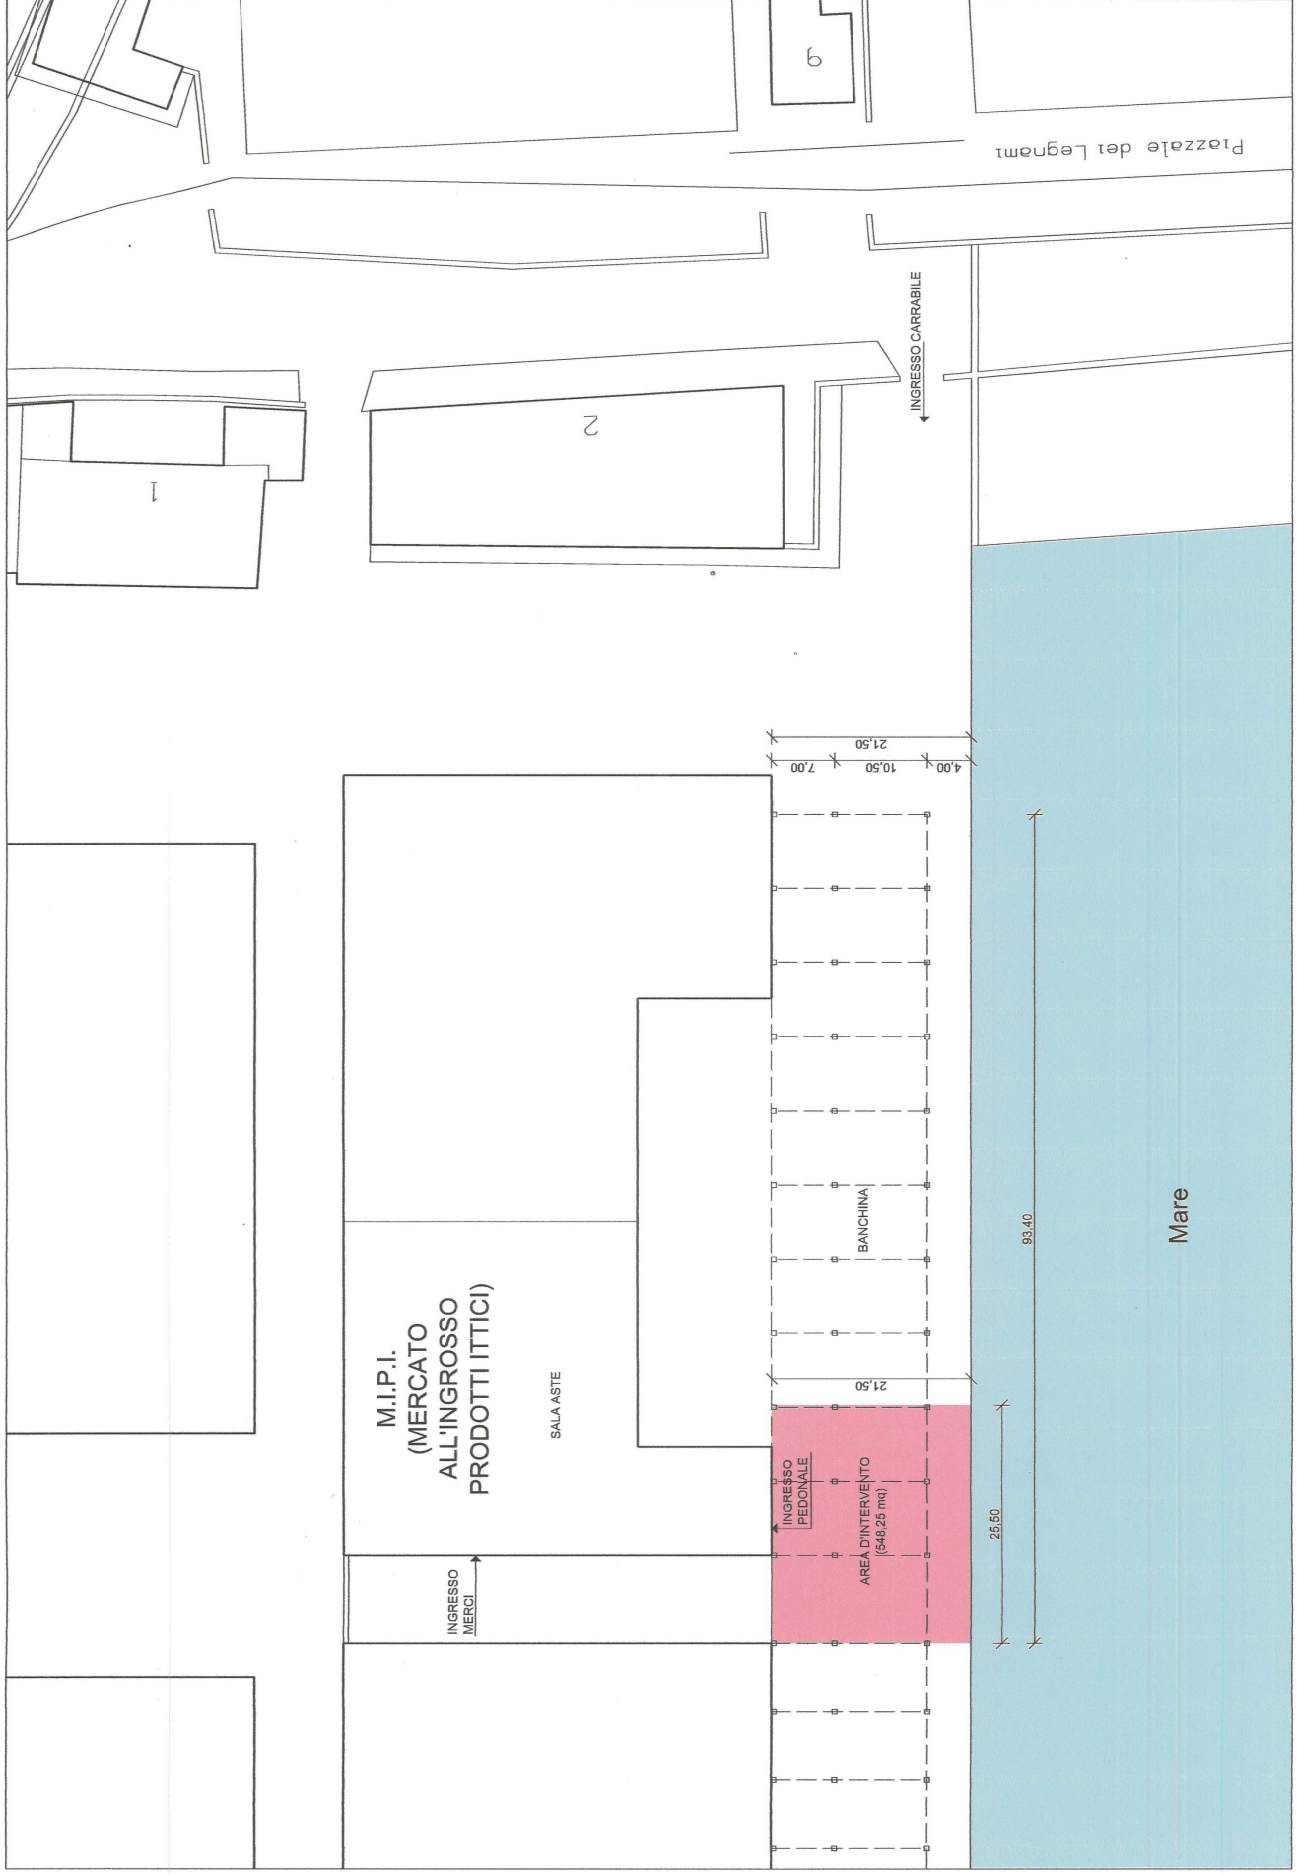 Piazzale dei Legnami
9
1
2
INGRESSO CARRABILE
M.I.P.I.
(MERCATO
ALL'INGROSSO
PRODOTTI ITTICI)
SALA ASTE
INGRESSO
MERCI
INGRESSO
PEDONALE
AREA D'INTERVENTO
(548,25 mq)
BANCHINA
21,50
7,00
10,50
4,00
21,50
25,50
93,40
Mare